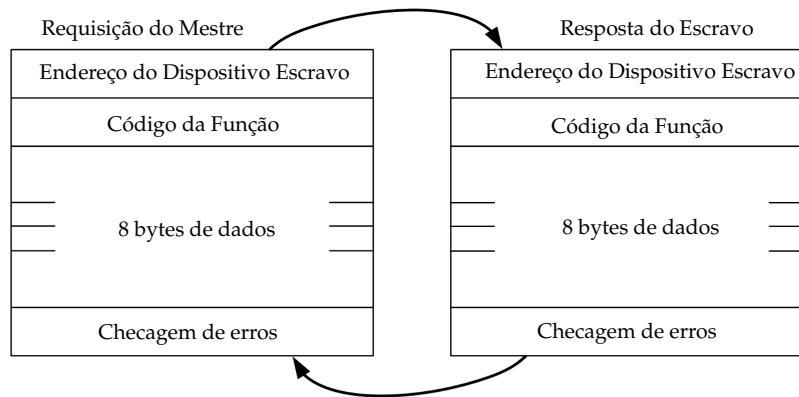 Requisição do Mestre
Endereço do Dispositivo Escravo
Código da Função
8 bytes de dados
Checagem de erros
Resposta do Escravo
Endereço do Dispositivo Escravo
Código da Função
8 bytes de dados
Checagem de erros